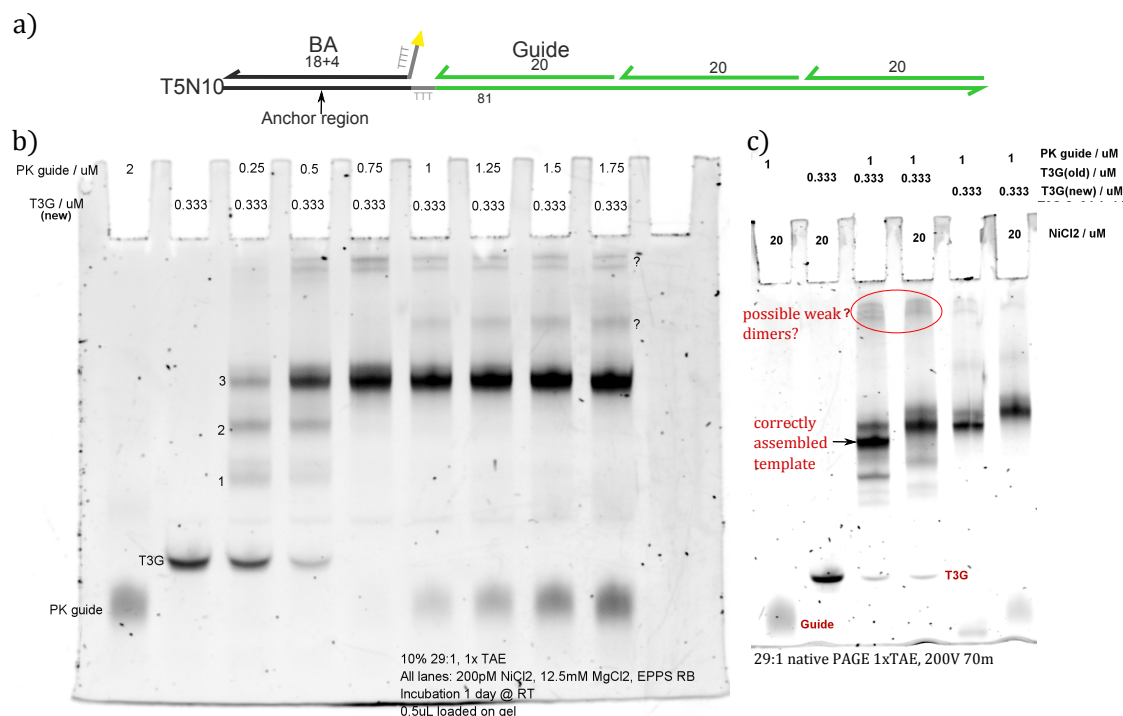 a)
BA
18+4
TTTT
Guide
20
20
20
T5N10
TTT
81
Anchor region
b)
PK guide / uM
2
0.25
0.5
0.75
1
1.25
1.5
1.75
T3G / uM
(new)
0.333
0.333
0.333
0.333
0.333
0.333
0.333
0.333
?
?
3
2
1
T3G
PK guide
10% 29:1, 1x TAE
All lanes: 200pM NiCl2, 12.5mM MgCl2, EPPS RB
Incubation 1 day @ RT
0.5uL loaded on gel
c)
1
1
1
1
1
PK guide / uM
0.333
0.333
0.333
T3G(old) / uM
0.333
0.333
T3G(new) / uM
20
20
20
20
NiCl2 / uM
possible weak ?
dimers?
correctly
assembled
template
T3G
Guide
29:1 native PAGE 1xTAE, 200V 70m